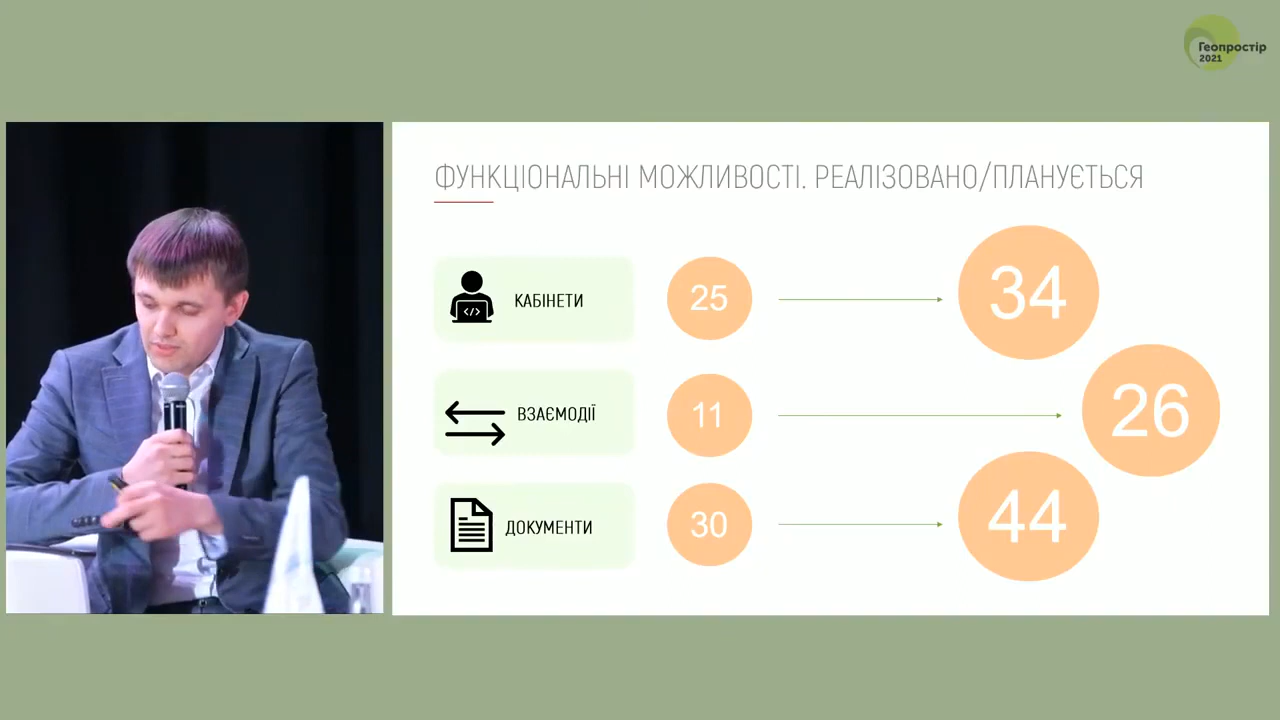 Геопростір
2021
ФУНКЦІОНАЛЬНІ МОЖЛИВОСТІ. РЕАЛІЗОВАНО/ПЛАНУЄТЬСЯ
КАБІНЕТИ
25
34
ВЗАЄМОДІЇ
11
26
ДОКУМЕНТИ
30
44